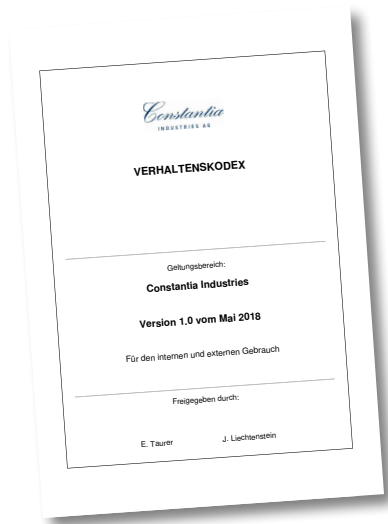 Constantia
INDUSTRIES AG
VERHALTENSKODEX
Geltungsbereich:
Constantia Industries
Version 1.0 vom Mai 2018
Für den internen und externen Gebrauch
Freigegeben durch:
E. Taurer J. Liechtenstein